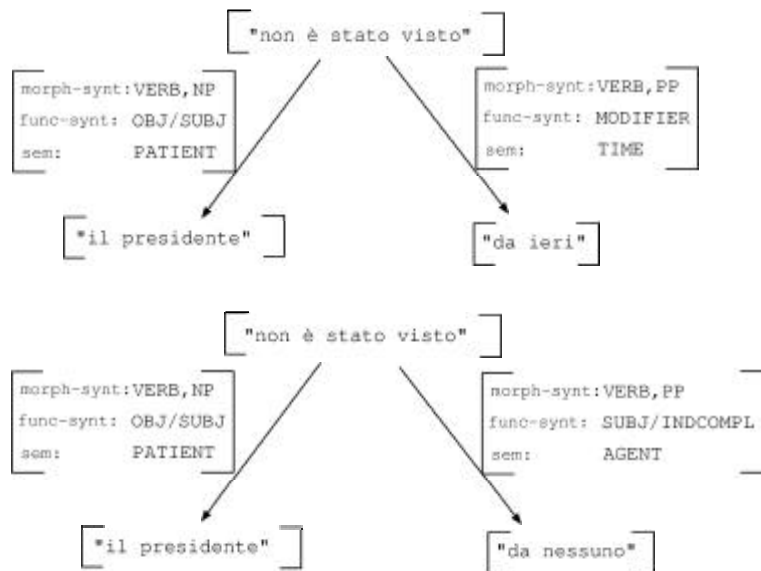 "non è stato visto"
morph-synt:VERB,NP
func-synt: OBJ/SUBJ
sem: PATIENT
morph-synt:VERB,PP
func-synt: MODIFIER
sem: TIME
"il presidente"
"da ieri"
"non è stato visto"
morph-synt:VERB,NP
func-synt: OBJ/SUBJ
sem: PATIENT
morph-synt:VERB,PP
func-synt: SUBJ/INDCOMPL
sem: AGENT
"il presidente"
"da nessuno"